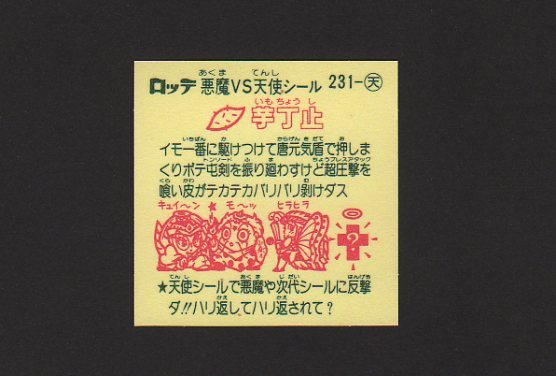 ロッテ 悪魔VS天使シール 231-天
芋丁止
イモ一番に駆けつけて唐元気盾で押しま
くりポテ屯剣を振り廻わすけど超圧撃を
喰い皮がテカテカバリバリ剥けダス
キュイ〜ン ★ モ〜ッ ヒラヒラ
?
★天使シールで悪魔や次代シールに反撃
ダ!!ハリ返してハリ返されて?